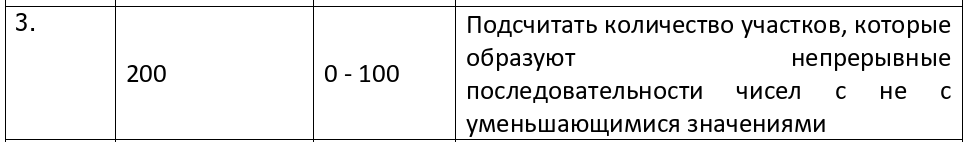 3.
200
0 - 100
Подсчитать количество участков, которые
образуют непрерывные
последовательности чисел с не с
уменьшающимися значениями